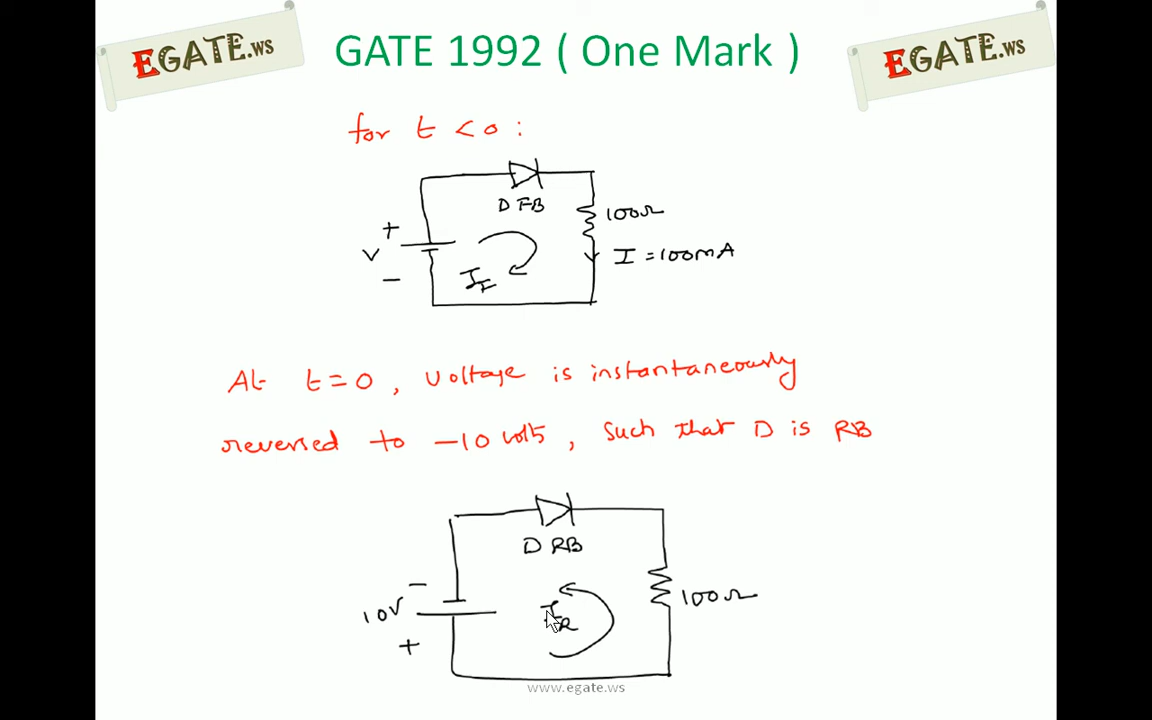 EGATE.ws
GATE 1992 ( One Mark )
EGATE.ws
for t < 0 :
D FB
100Ω
+
V
−
I = 100mA
At t = 0 , voltage is instantaneously
reversed to −10 volts , such that D is RB
D RB
−
10V
+
100Ω
www.egate.ws